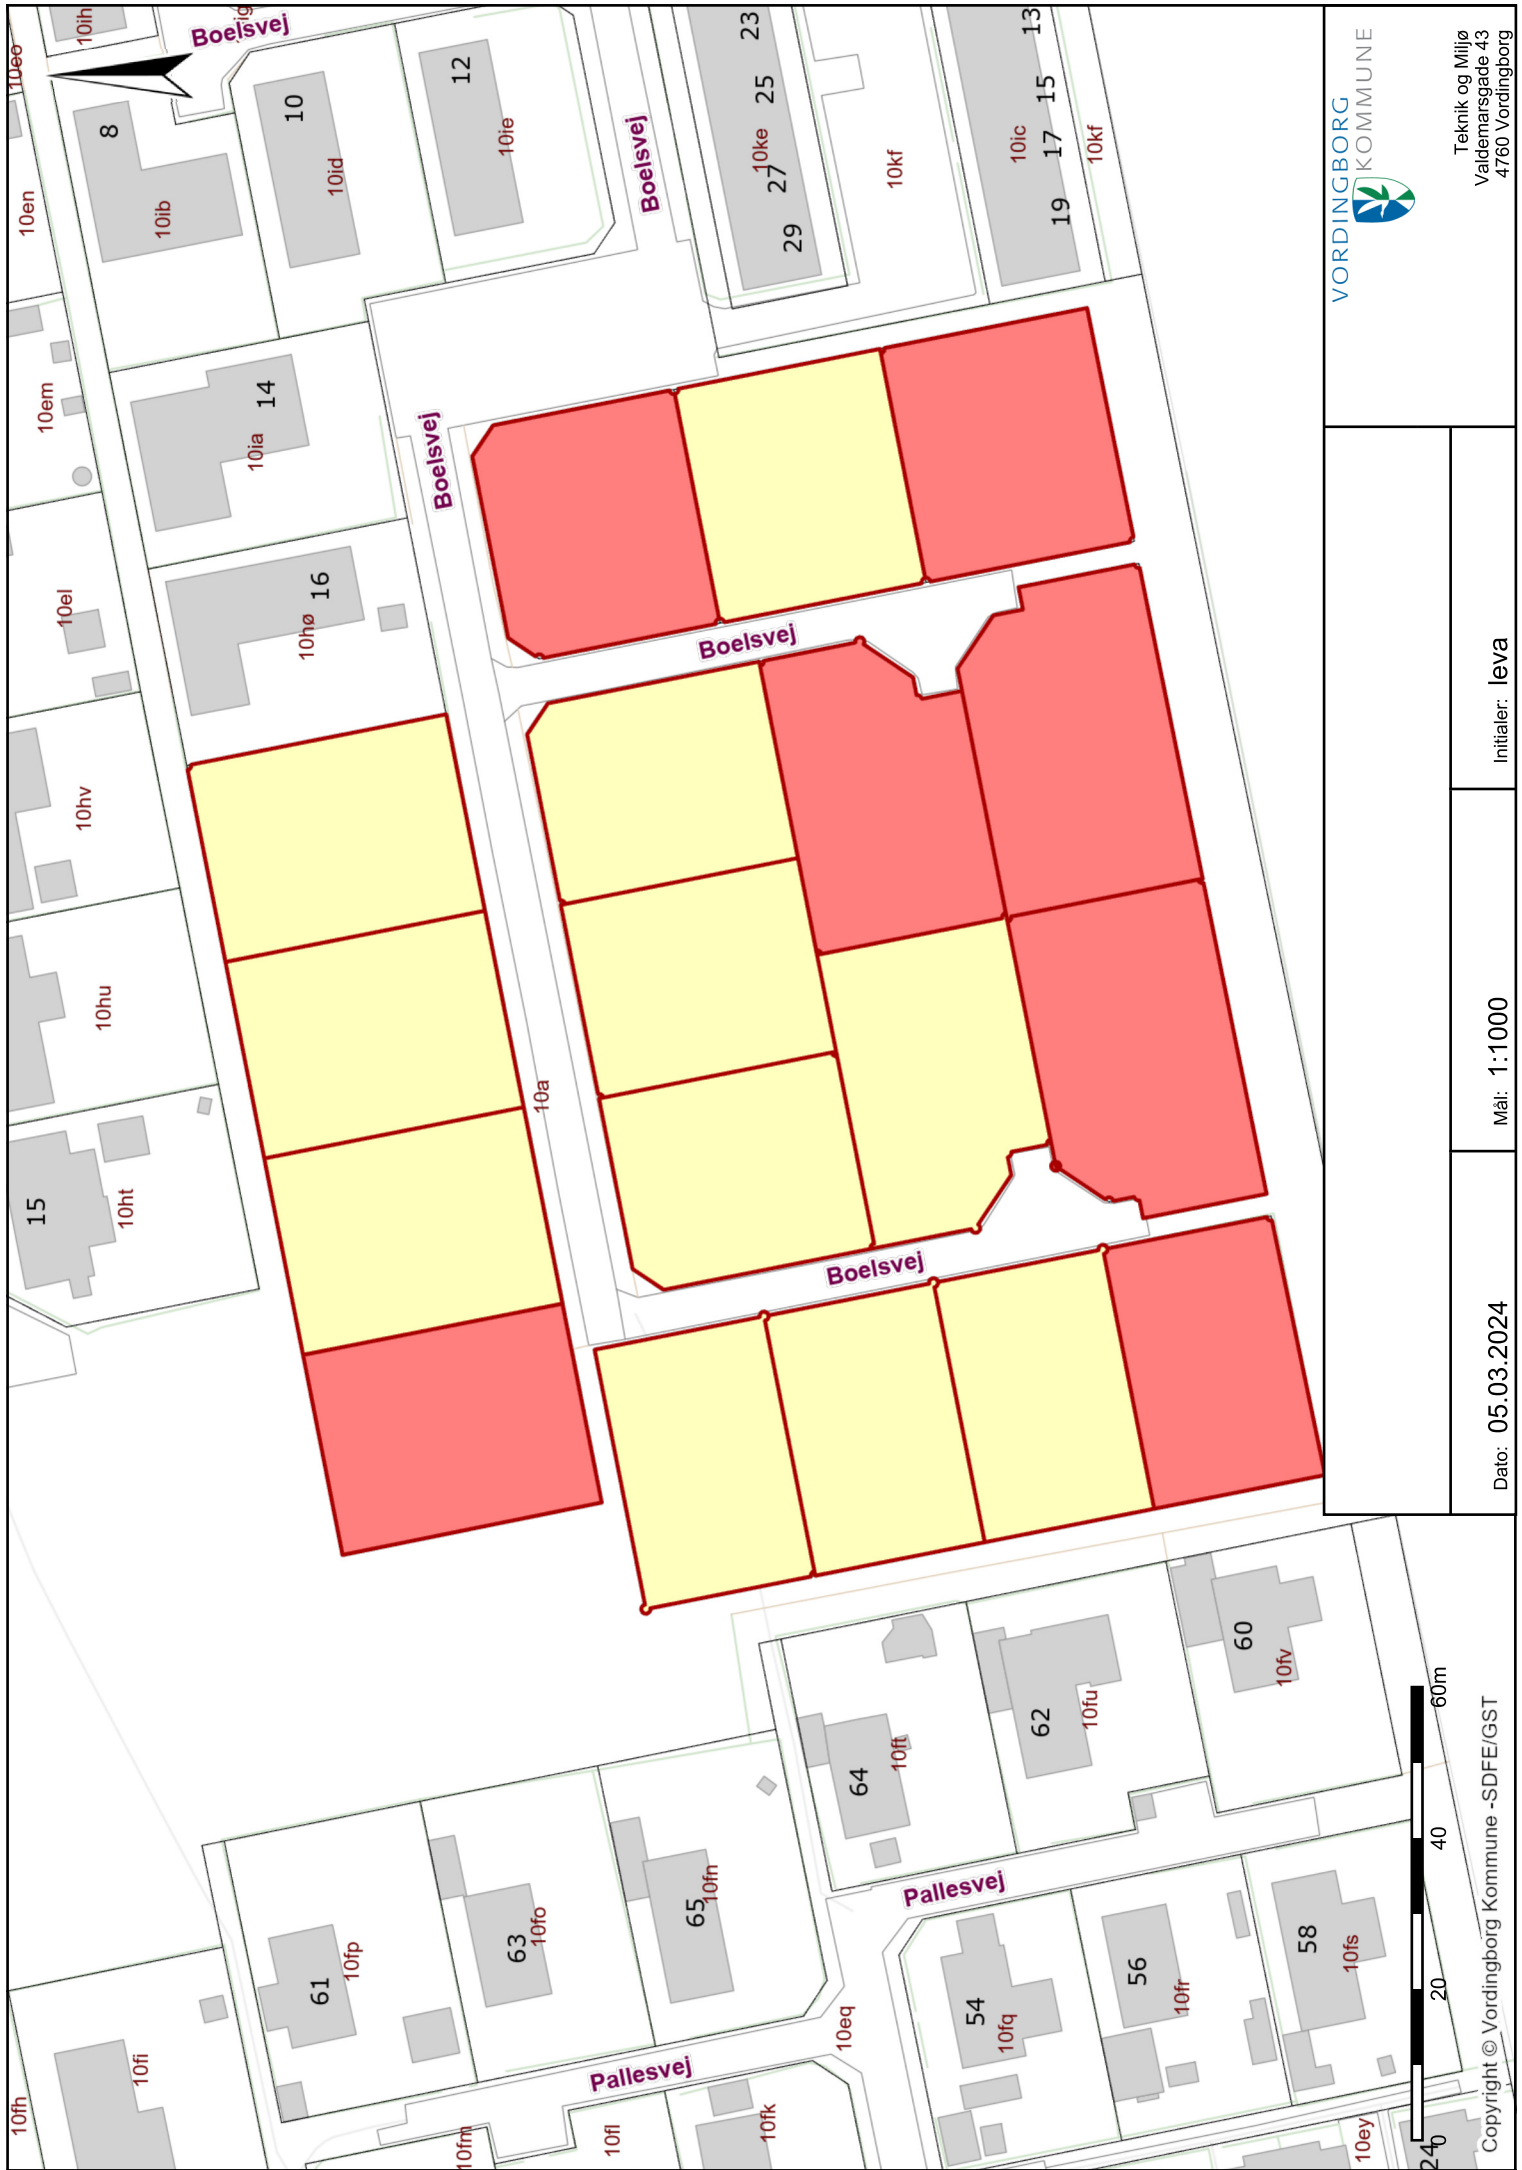 10eo
10ih
Boelsvej
10en
8
10ib
10
10id
12
10ie
Boelsvej
23
25
27
29
10ke
10kf
13
15
17
19
10ic
10kf
10em
14
10ia
Boelsvej
10el
16
10hø
Boelsvej
10hv
10hu
10a
15
10ht
Boelsvej
64
10ft
62
10fu
60
10fv
Pallesvej
61
10fp
63
10fo
65
10fn
54
10fq
56
10fr
58
10fs
10eq
Pallesvej
10fi
10fh
10fm
10fl
10fk
10ey
24
0
20
40
60m
Copyright © Vordingborg Kommune -SDFE/GST
VORDINGBORG
KOMMUNE
Teknik og Miljø
Valdemarsgade 43
4760 Vordingborg
Dato: 05.03.2024
Mål: 1:1000
Initialer: leva